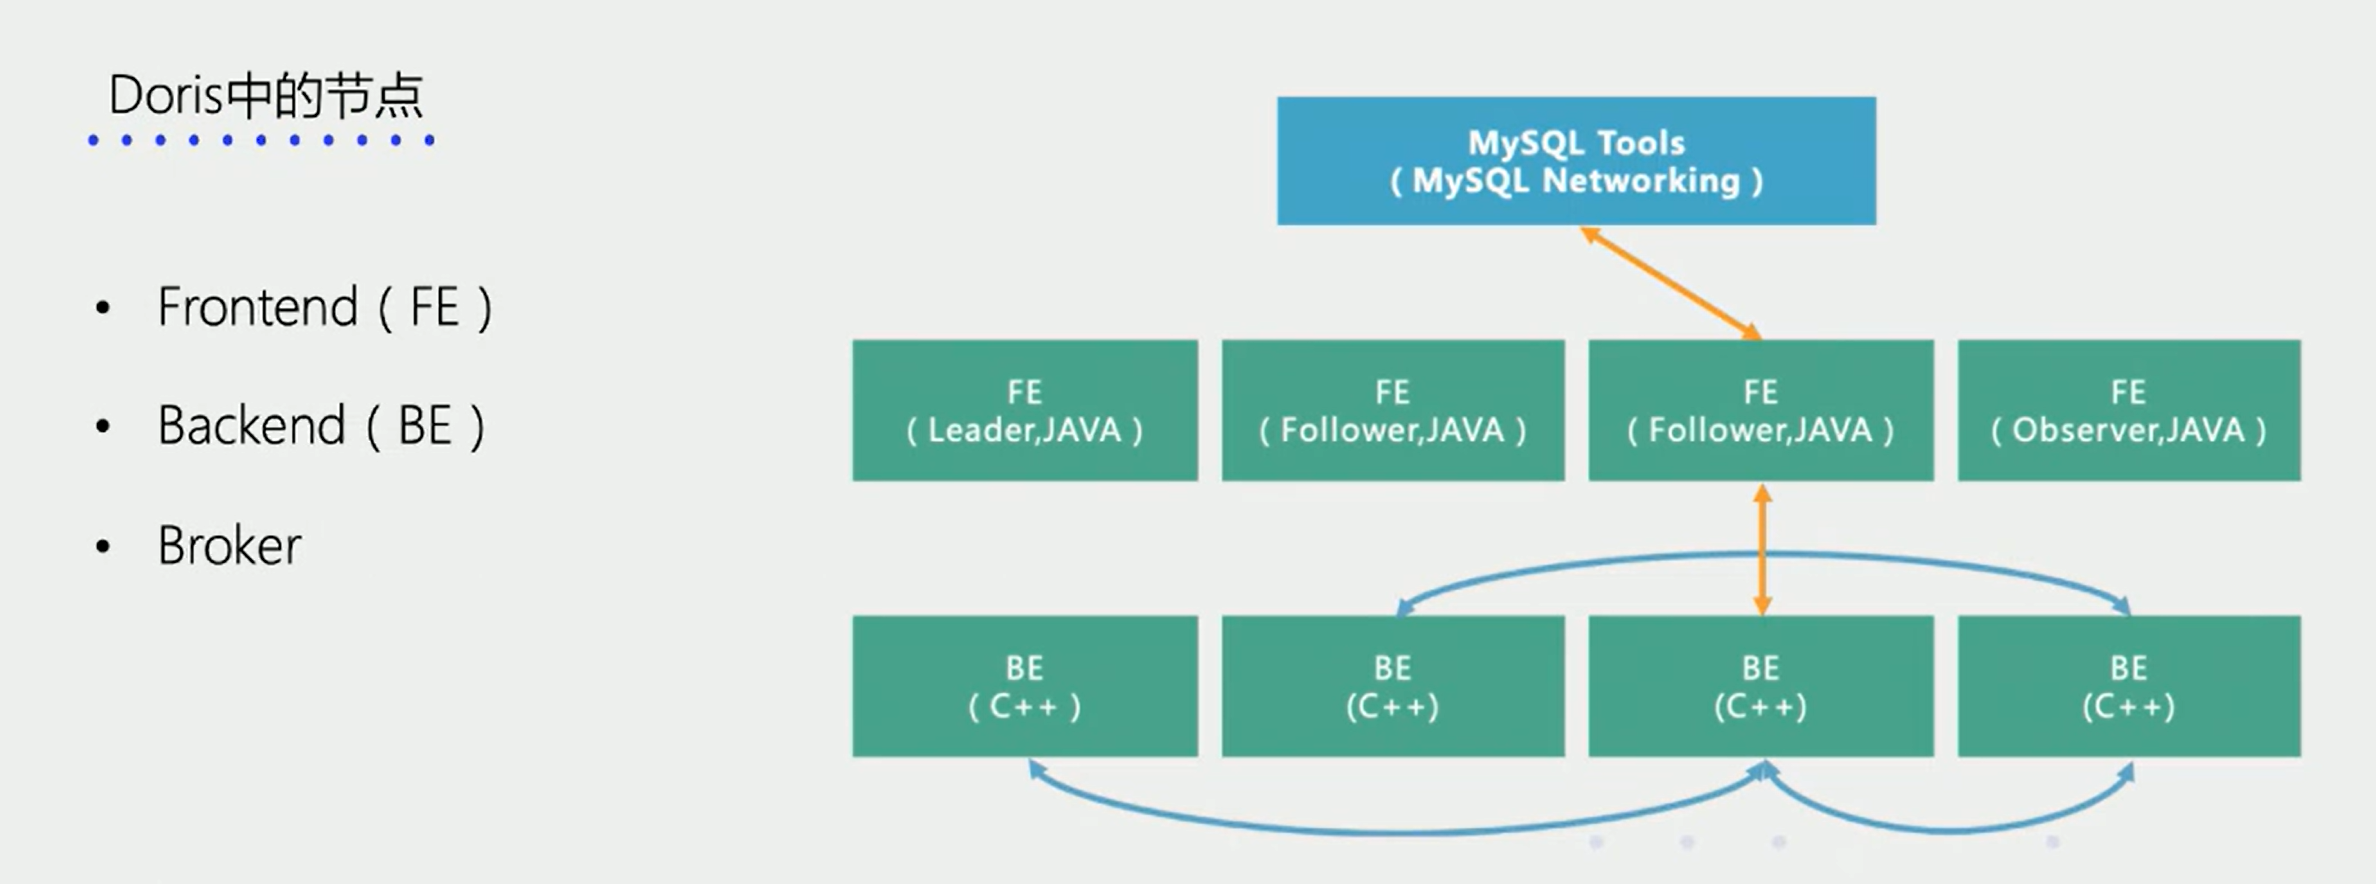 Doris中的节点
• Frontend（FE）
• Backend（BE）
• Broker
MySQL Tools
（MySQL Networking）
FE
（Leader,JAVA）
FE
（Follower,JAVA）
FE
（Follower,JAVA）
FE
（Observer,JAVA）
BE
（C++）
BE
(C++)
BE
(C++)
BE
(C++)